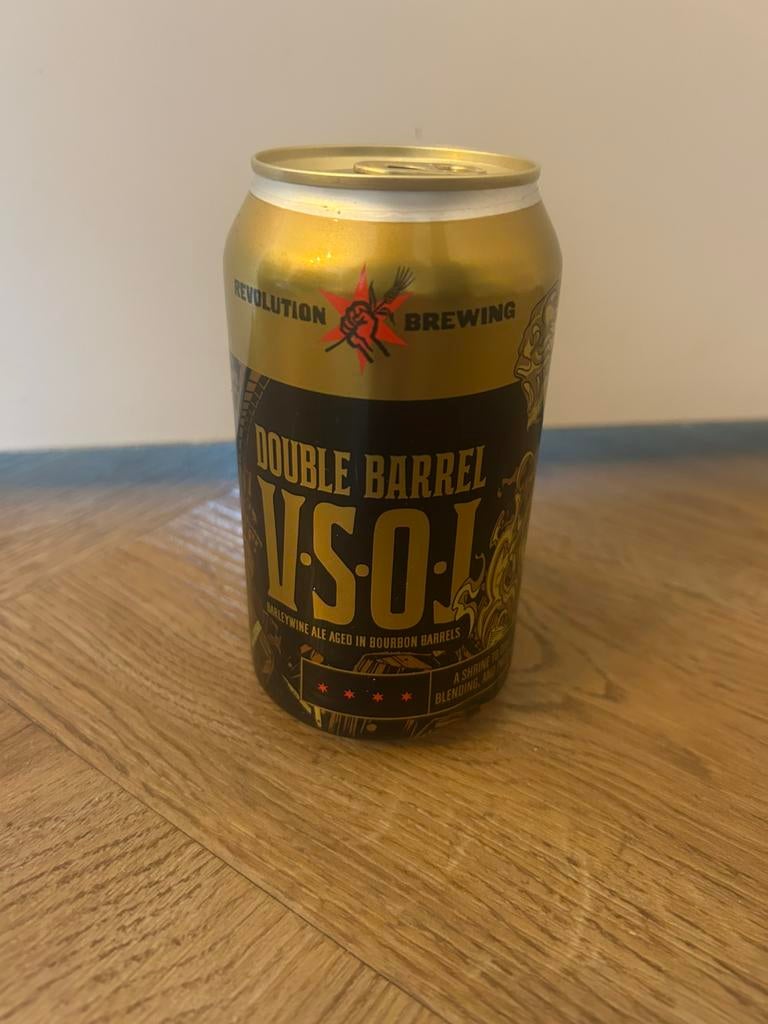 REVOLUTION BREWING
DOUBLE BARREL
V·S·O·J
BARLEYWINE ALE AGED IN BOURBON BARRELS
A SHRINE
BLENDING,